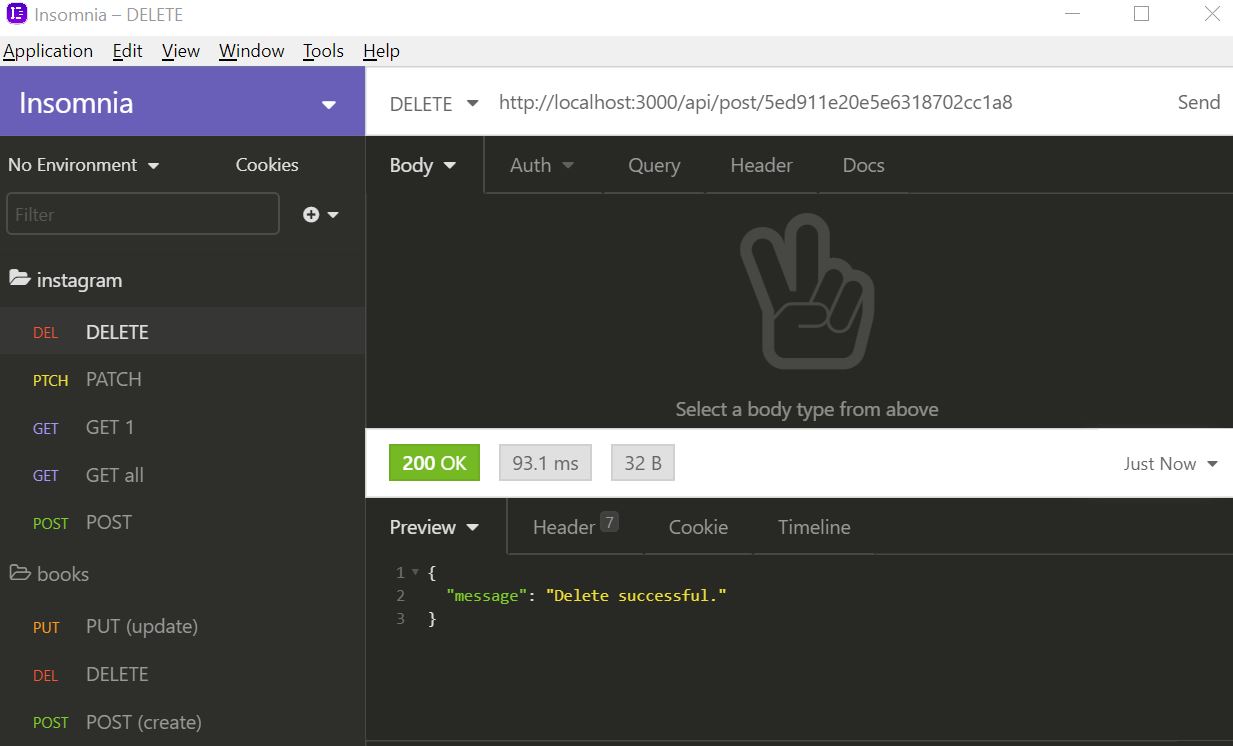 Insomnia – DELETE
Application Edit View Window Tools Help
Insomnia
DELETE http://localhost:3000/api/post/5ed911e20e5e6318702cc1a8 Send
No Environment Cookies
Body Auth Query Header Docs
Filter
instagram
DEL DELETE
PTCH PATCH
GET GET 1
GET GET all
POST POST
books
PUT PUT (update)
DEL DELETE
POST POST (create)
Select a body type from above
200 OK 93.1 ms 32 B Just Now
Preview Header 7 Cookie Timeline
1 {
2 "message": "Delete successful."
3 }